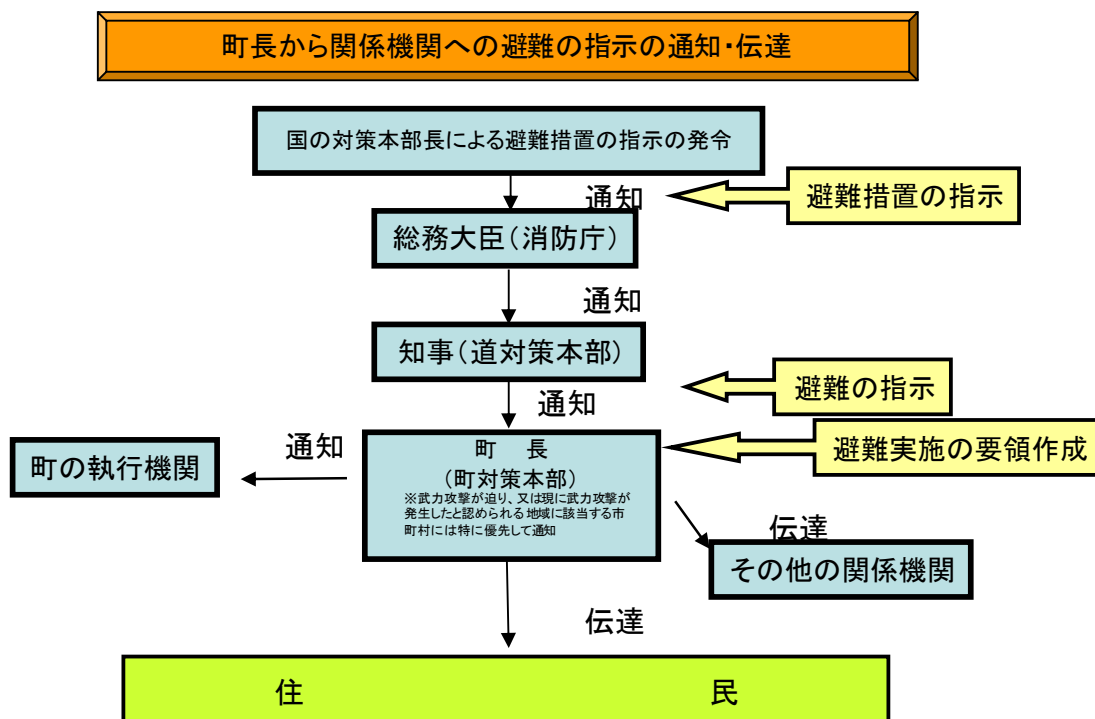 町長から関係機関への避難の指示の通知・伝達
国の対策本部長による避難措置の指示の発令
通知
避難措置の指示
総務大臣(消防庁)
通知
知事(道対策本部)
避難の指示
通知
避難実施の要領作成
通知
町の執行機関
町　長
(町対策本部)
※武力攻撃が迫り、又は現に武力攻撃が
発生したと認められる地域に該当する市
町村には特に優先して通知
伝達
その他の関係機関
伝達
住　民